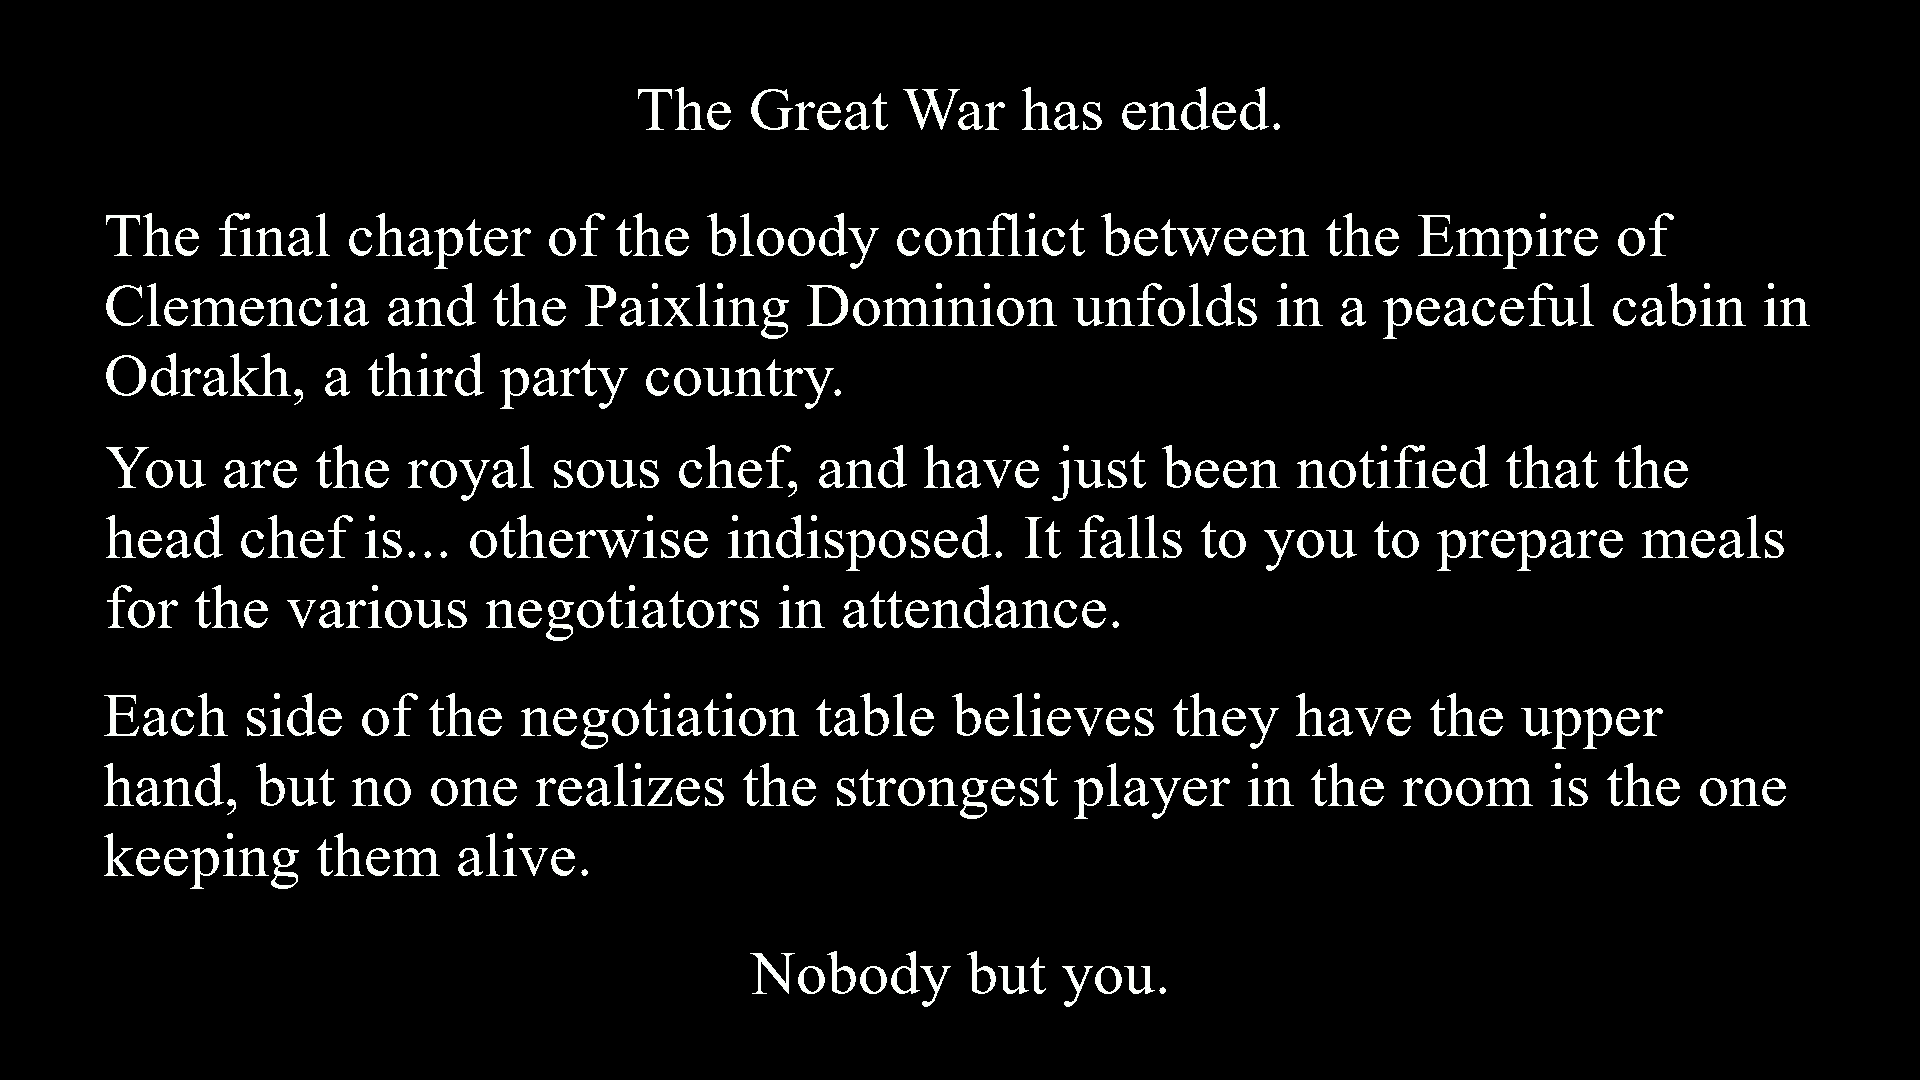 The Great War has ended.
The final chapter of the bloody conflict between the Empire of
Clemencia and the Paixling Dominion unfolds in a peaceful cabin in
Odrakh, a third party country.
You are the royal sous chef, and have just been notified that the
head chef is... otherwise indisposed. It falls to you to prepare meals
for the various negotiators in attendance.
Each side of the negotiation table believes they have the upper
hand, but no one realizes the strongest player in the room is the one
keeping them alive.
Nobody but you.